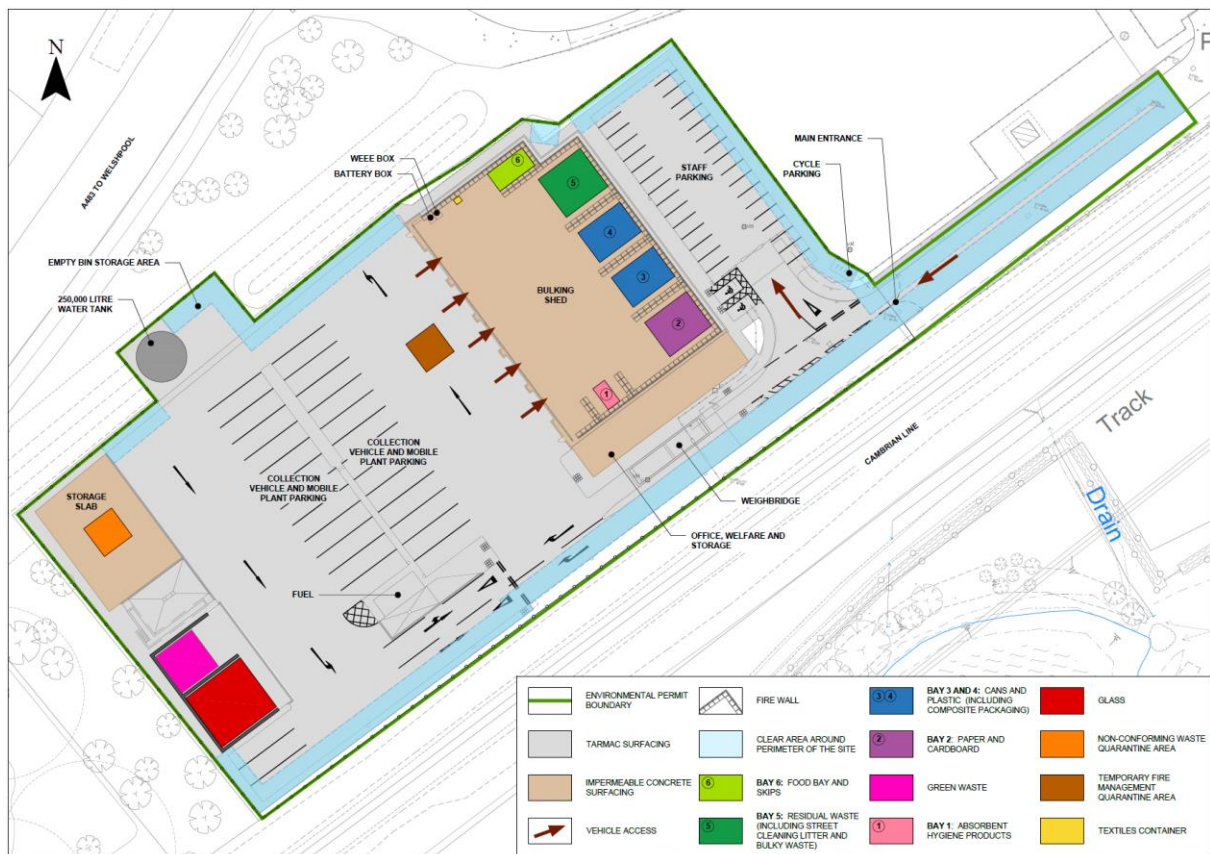 N
A483 TO WELSHPOOL
WEEE BOX
BATTERY BOX
EMPTY BIN STORAGE AREA
250,000 LITRE
WATER TANK
6
5
4
3
2
1
BULKING
SHED
STAFF
PARKING
MAIN ENTRANCE
CYCLE
PARKING
COLLECTION
VEHICLE AND MOBILE
PLANT PARKING
COLLECTION
VEHICLE AND MOBILE
PLANT PARKING
STORAGE
SLAB
FUEL
WEIGHBRIDGE
OFFICE, WELFARE AND
STORAGE
CAMBRIAN LINE
Track
Drain
ENVIRONMENTAL PERMIT
BOUNDARY
TARMAC SURFACING
IMPERMEABLE CONCRETE
SURFACING
VEHICLE ACCESS
FIRE WALL
CLEAR AREA AROUND
PERIMETER OF THE SITE
6
BAY 6: FOOD BAY AND
SKIPS
5
BAY 5: RESIDUAL WASTE
(INCLUDING STREET
CLEANING LITTER AND
BULKY WASTE)
3 4
BAY 3 AND 4: CANS AND
PLASTIC (INCLUDING
COMPOSITE PACKAGING)
2
BAY 2: PAPER AND
CARDBOARD
GREEN WASTE
1
BAY 1: ABSORBENT
HYGIENE PRODUCTS
GLASS
NON-CONFORMING WASTE
QUARANTINE AREA
TEMPORARY FIRE
MANAGEMENT
QUARANTINE AREA
TEXTILES CONTAINER